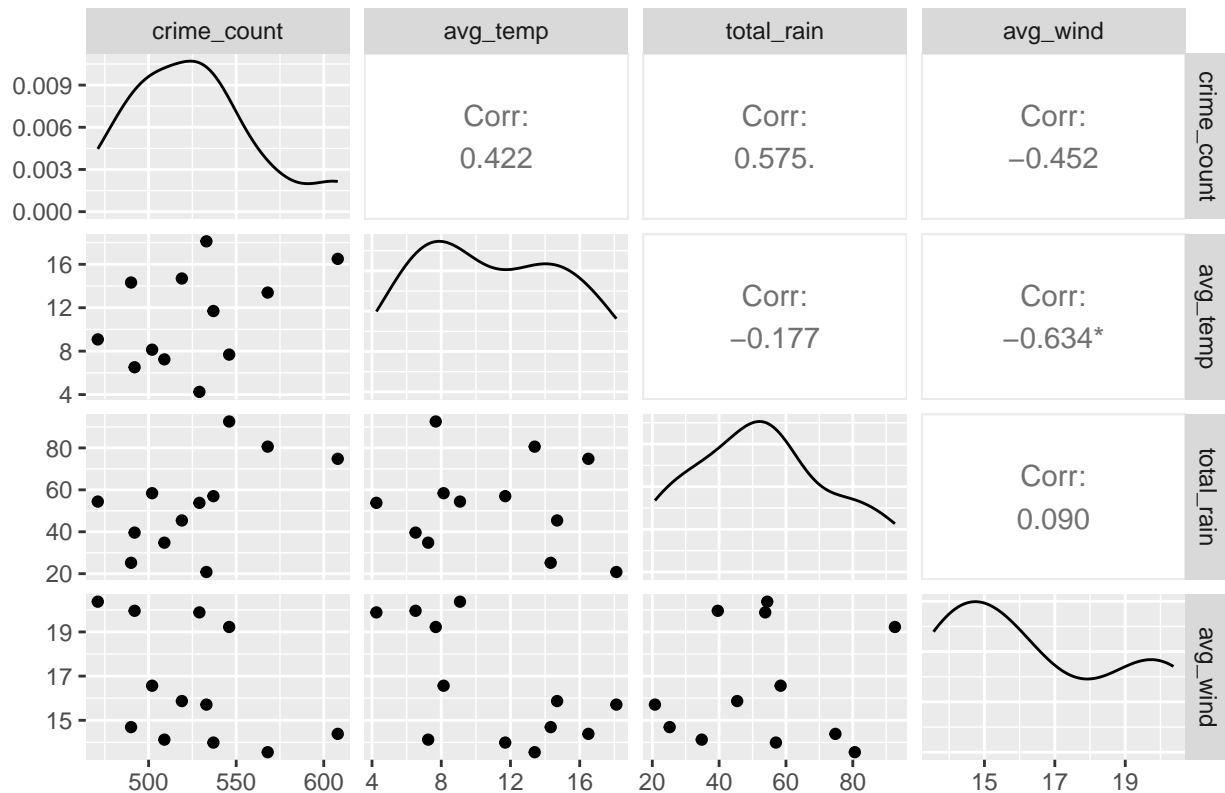 crime_count avg_temp total_rain avg_wind
0.009
0.006
0.003
0.000
Corr:
0.422
Corr:
0.575.
Corr:
−0.452
crime_count
16
12
8
4
Corr:
−0.177
Corr:
−0.634*
avg_temp
80
60
40
20
Corr:
0.090
total_rain
19
17
15
avg_wind
500 550 600 4 8 12 16 20 40 60 80 15 17 19